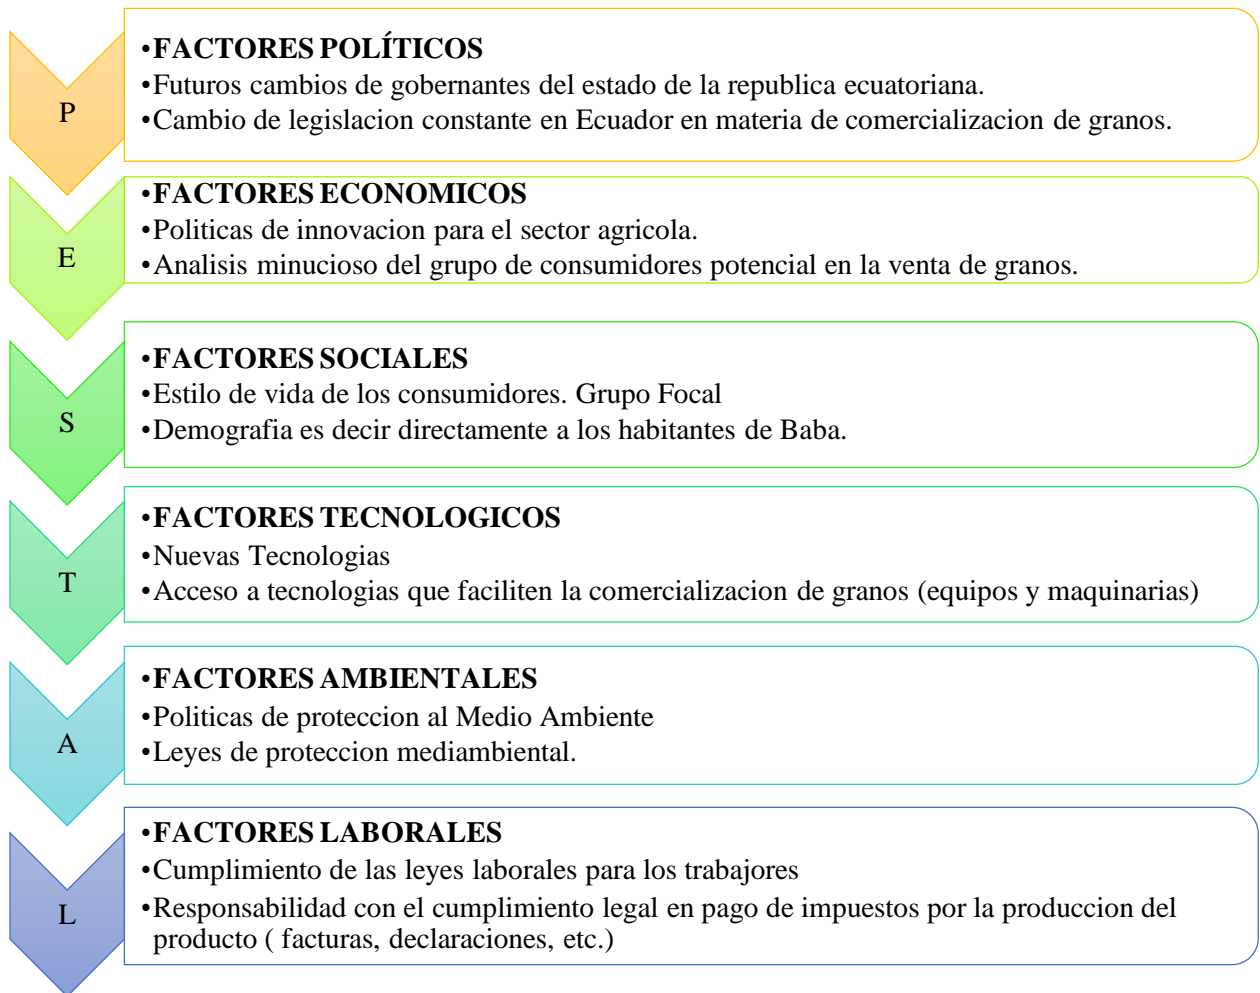 P
•FACTORES POLÍTICOS
•Futuros cambios de gobernantes del estado de la republica ecuatoriana.
•Cambio de legislacion constante en Ecuador en materia de comercializacion de granos.
E
•FACTORES ECONOMICOS
•Politicas de innovacion para el sector agricola.
•Analisis minucioso del grupo de consumidores potencial en la venta de granos.
S
•FACTORES SOCIALES
•Estilo de vida de los consumidores. Grupo Focal
•Demografia es decir directamente a los habitantes de Baba.
T
•FACTORES TECNOLOGICOS
•Nuevas Tecnologias
•Acceso a tecnologias que faciliten la comercializacion de granos (equipos y maquinarias)
A
•FACTORES AMBIENTALES
•Politicas de proteccion al Medio Ambiente
•Leyes de proteccion mediambiental.
L
•FACTORES LABORALES
•Cumplimiento de las leyes laborales para los trabajadores
•Responsabilidad con el cumplimiento legal en pago de impuestos por la produccion del
producto ( facturas, declaraciones, etc.)